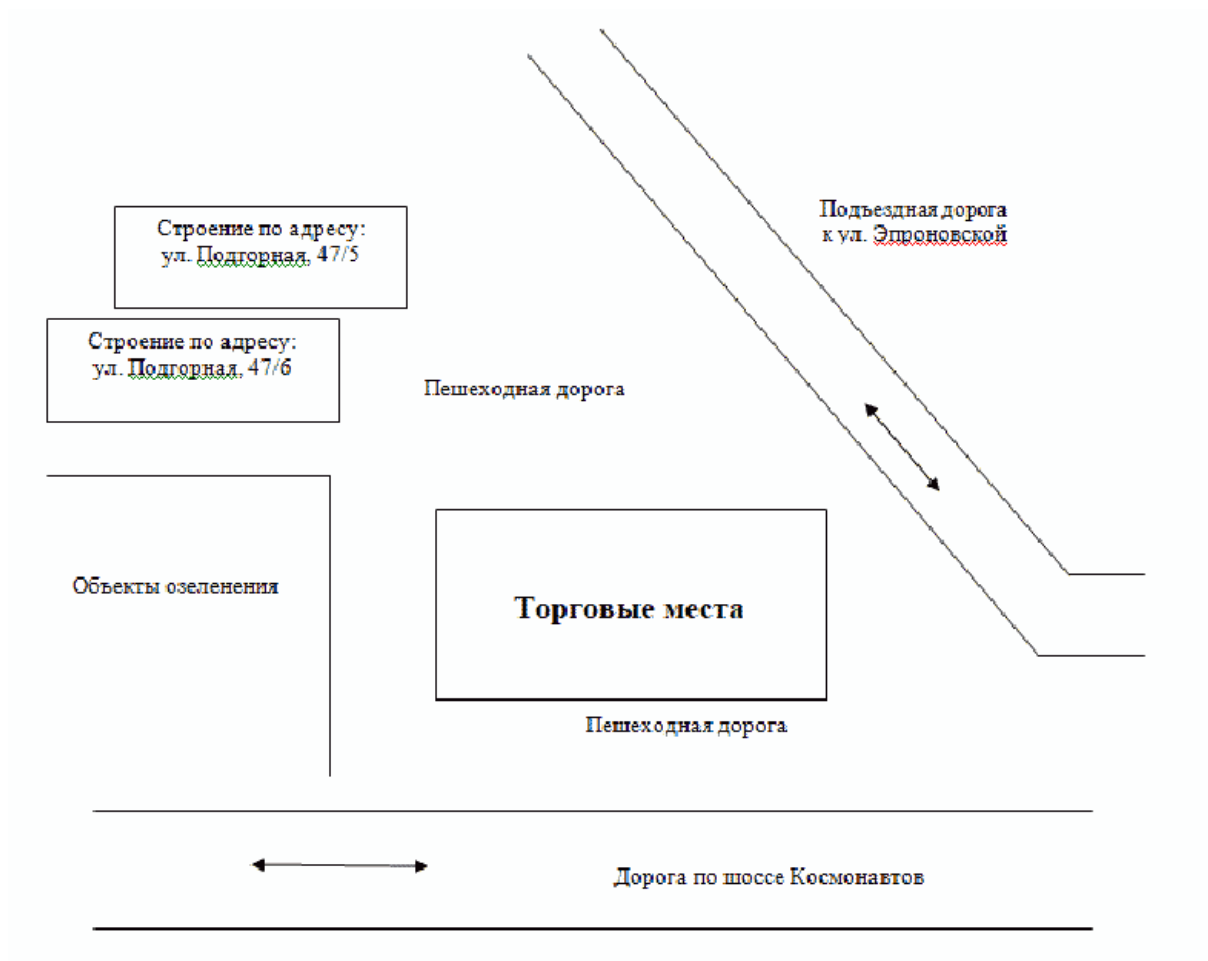 Подъездная дорога
к ул. Эпроновской
Строение по адресу:
ул. Подгорная, 47/5
Строение по адресу:
ул. Подгорная, 47/6
Пешеходная дорога
Объекты озеленения
Торговые места
Пешеходная дорога
Дорога по шоссе Космонавтов